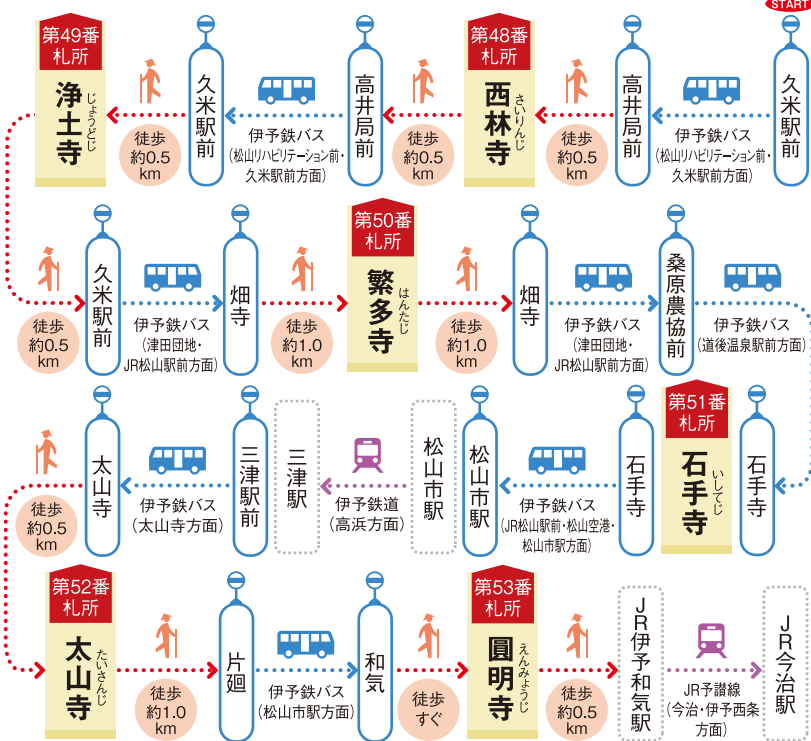 START
久米駅前
伊予鉄バス
(松山リハビリテーション前・
久米駅前方面)
高井局前
徒歩
約0.5
km
第48番
札所
西林寺
さいりんじ
徒歩
約0.5
km
高井局前
伊予鉄バス
(松山リハビリテーション前・
久米駅前方面)
久米駅前
徒歩
約0.5
km
第49番
札所
浄土寺
じょうどじ
徒歩
約0.5
km
久米駅前
伊予鉄バス
(津田団地・
JR松山駅前方面)
畑寺
徒歩
約1.0
km
第50番
札所
繁多寺
はんたじ
徒歩
約1.0
km
畑寺
伊予鉄バス
(津田団地・
JR松山駅前方面)
桑原農協前
伊予鉄バス
(道後温泉駅前方面)
石手寺
第51番
札所
石手寺
いしてじ
石手寺
伊予鉄バス
(JR松山駅前・松山空港・
松山市駅方面)
松山市駅
松山市駅
伊予鉄道
(高浜方面)
三津駅
三津駅前
伊予鉄バス
(太山寺方面)
太山寺
徒歩
約0.5
km
第52番
札所
太山寺
たいさんじ
徒歩
約1.0
km
片廻
伊予鉄バス
(松山市駅方面)
和気
徒歩
すぐ
第53番
札所
圓明寺
えんみょうじ
徒歩
約0.5
km
JR伊予和気駅
JR予讃線
(今治・伊予西条
方面)
JR今治駅